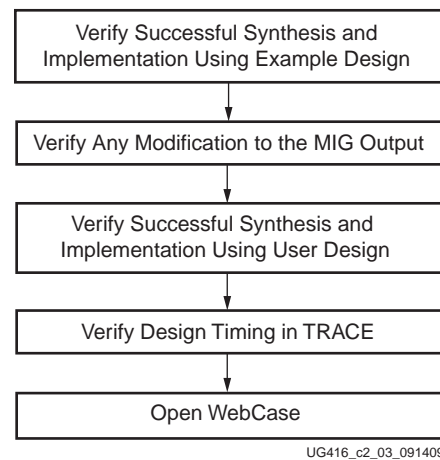 Verify Successful Synthesis and
Implementation Using Example Design
Verify Any Modification to the MIG Output
Verify Successful Synthesis and
Implementation Using User Design
Verify Design Timing in TRACE
Open WebCase
UG416_c2_03_091409